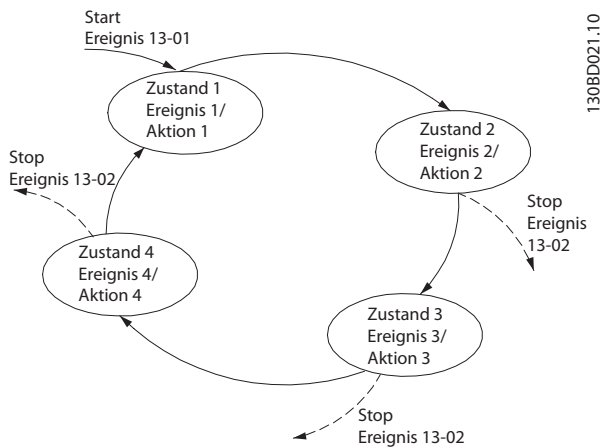 Start
Ereignis 13-01
130BD021.10
Zustand 1
Ereignis 1/
Aktion 1
Zustand 2
Ereignis 2/
Aktion 2
Stop
Ereignis 13-02
Stop
Ereignis
13-02
Zustand 4
Ereignis 4/
Aktion 4
Zustand 3
Ereignis 3/
Aktion 3
Stop
Ereignis 13-02